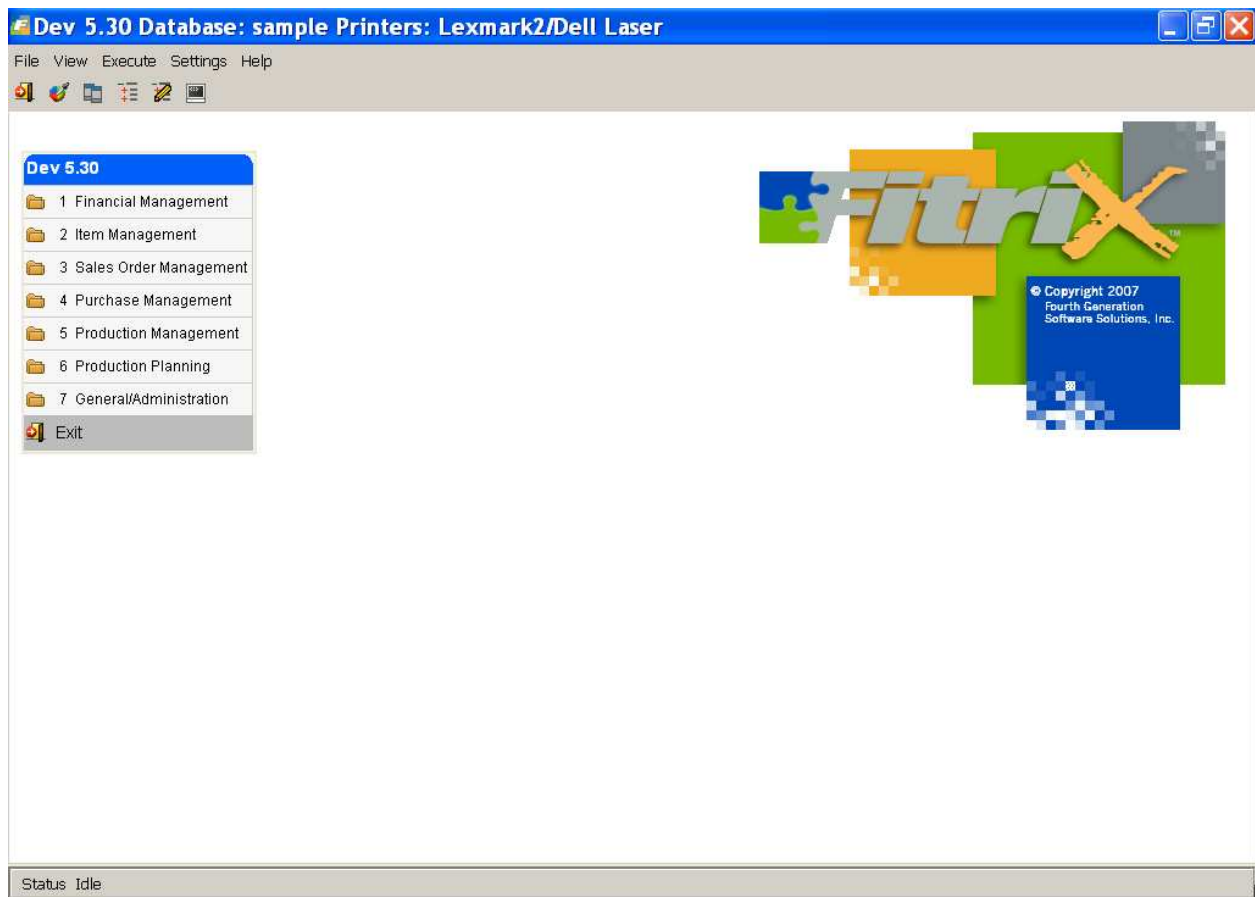 Dev 5.30 Database: sample Printers: Lexmark2/Dell Laser
File View Execute Settings Help
Dev 5.30
1 Financial Management
2 Item Management
3 Sales Order Management
4 Purchase Management
5 Production Management
6 Production Planning
7 General/Administration
Exit
FitriX™
© Copyright 2007
Fourth Generation
Software Solutions, Inc.
Status Idle